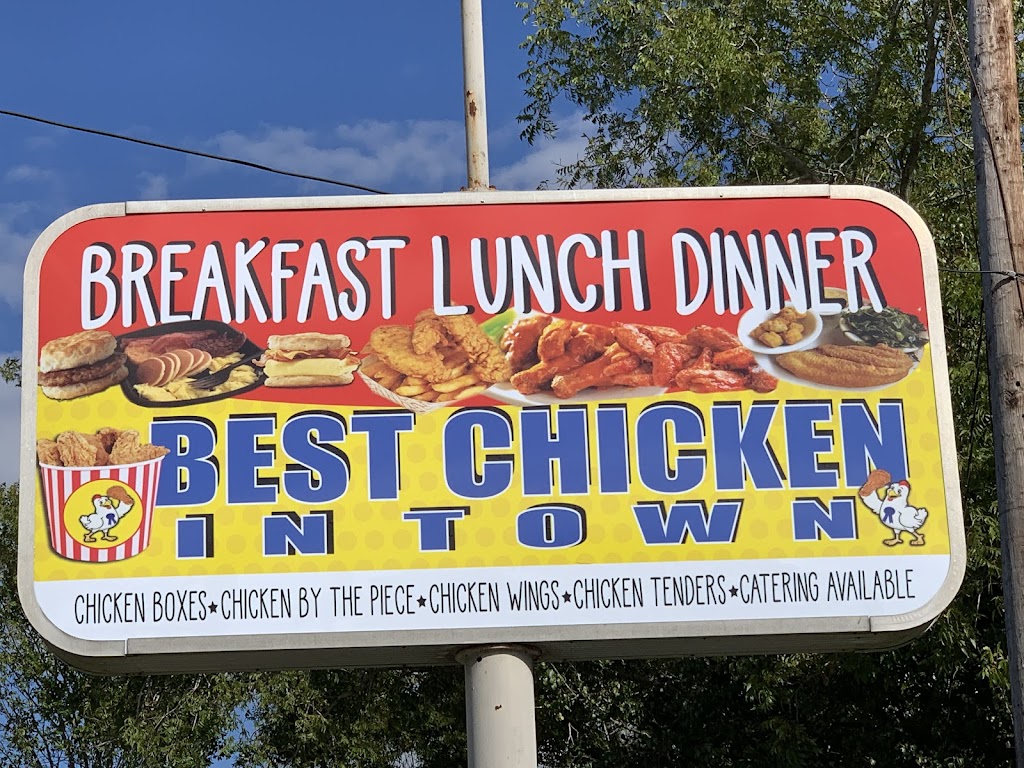 BREAKFAST LUNCH DINNER
BEST CHICKEN
IN TOWN
CHICKEN BOXES★CHICKEN BY THE PIECE★CHICKEN WINGS★CHICKEN TENDERS★CATERING AVAILABLE